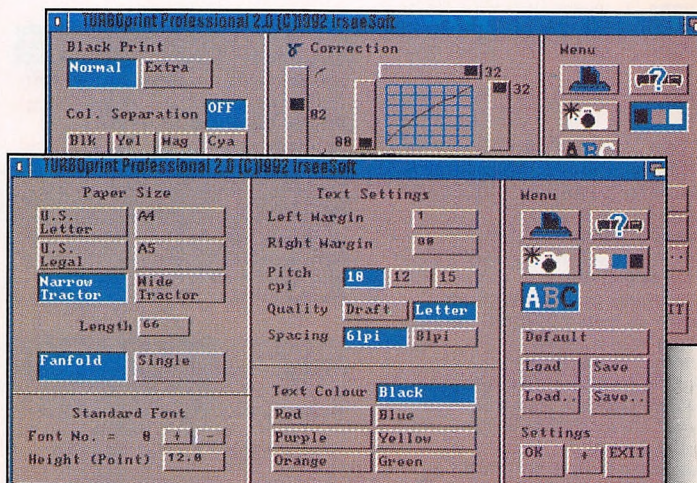 TURBOprint Professional 2.0 (C)1992 IrseeSoft
Black Print
Normal Extra
Col. Separation OFF
Blk Yel Mag Cya
γ Correction
32
32
82
Menu
ABC
TURBOprint Professional 2.0 (C)1992 IrseeSoft
Paper Size
U.S. Letter A4
U.S. Legal A5
Narrow Tractor Wide Tractor
Length 66
Fanfold Single
Standard Font
Font No. = 0 + -
Height (Point) 12.0
Text Settings
Left Margin 1
Right Margin 80
Pitch cpi 10 12 15
Quality Draft Letter
Spacing 6lpi 8lpi
Text Colour Black
Red Blue
Purple Yellow
Orange Green
Menu
ABC
Default
Load Save
Load.. Save..
Settings
OK + EXIT